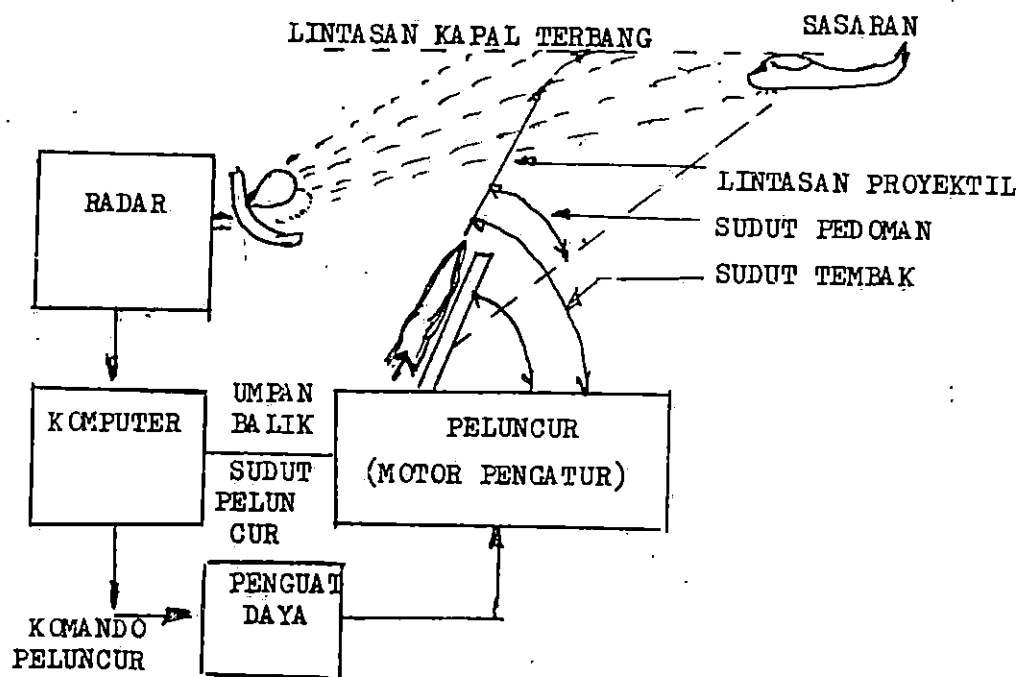 LINTASAN KAPAL TERBANG
SASARAN
RADAR
LINTASAN PROYEKTIL
SUDUT PEDOMAN
SUDUT TEMBAK
KOMPUTER
UMPAN
BALIK
SUDUT
PELUN
CUR
PELUNCUR
(MOTOR PENGATUR)
PENGUAT
DAYA
KOMANDO
PELUNCUR